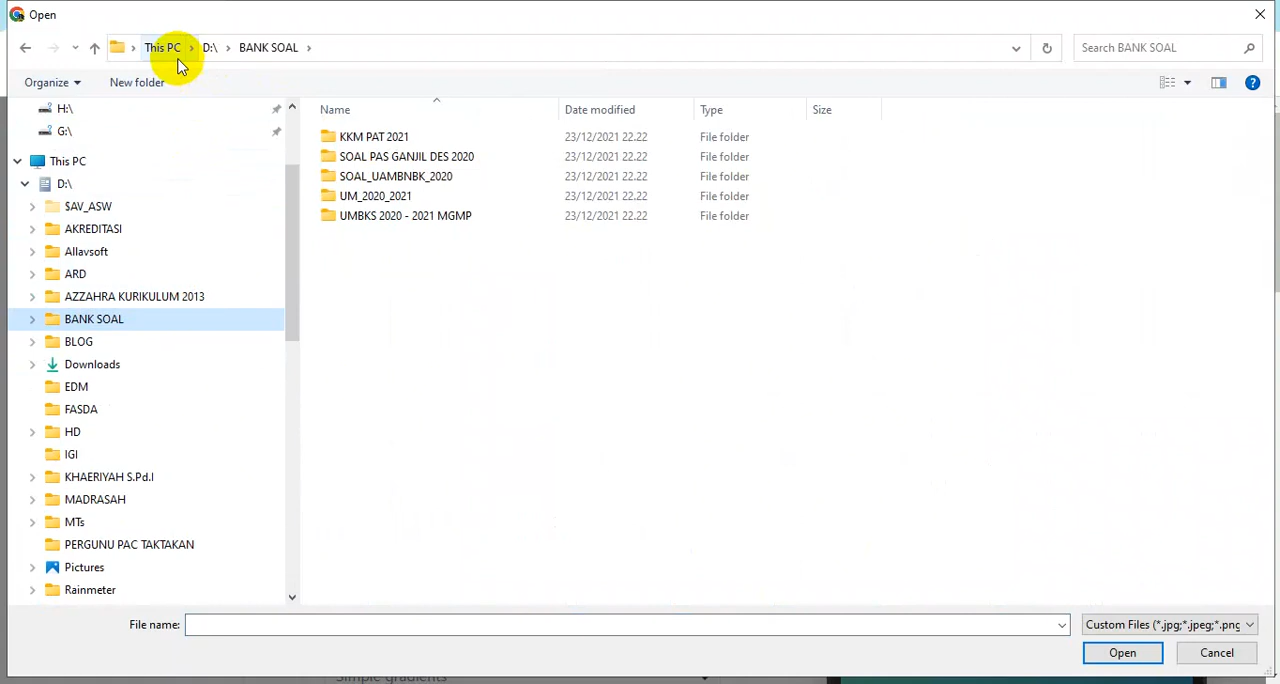 Open
This PC D:\ BANK SOAL
Search BANK SOAL
Organize New folder
H:\
G:\
This PC
D:\
$AV_ASW
AKREDITASI
Allavsoft
ARD
AZZAHRA KURIKULUM 2013
BANK SOAL
BLOG
Downloads
EDM
FASDA
HD
IGI
KHAERIYAH S.Pd.I
MADRASAH
MTs
PERGUNU PAC TAKTAKAN
Pictures
Rainmeter
Name Date modified Type Size
KKM PAT 2021 23/12/2021 22.22 File folder
SOAL PAS GANJIL DES 2020 23/12/2021 22.22 File folder
SOAL_UAMBNBK_2020 23/12/2021 22.22 File folder
UM_2020_2021 23/12/2021 22.22 File folder
UMBKS 2020 - 2021 MGMP 23/12/2021 22.22 File folder
File name:
Custom Files (*.jpg;*.jpeg;*.png
Open Cancel
Simple gradients